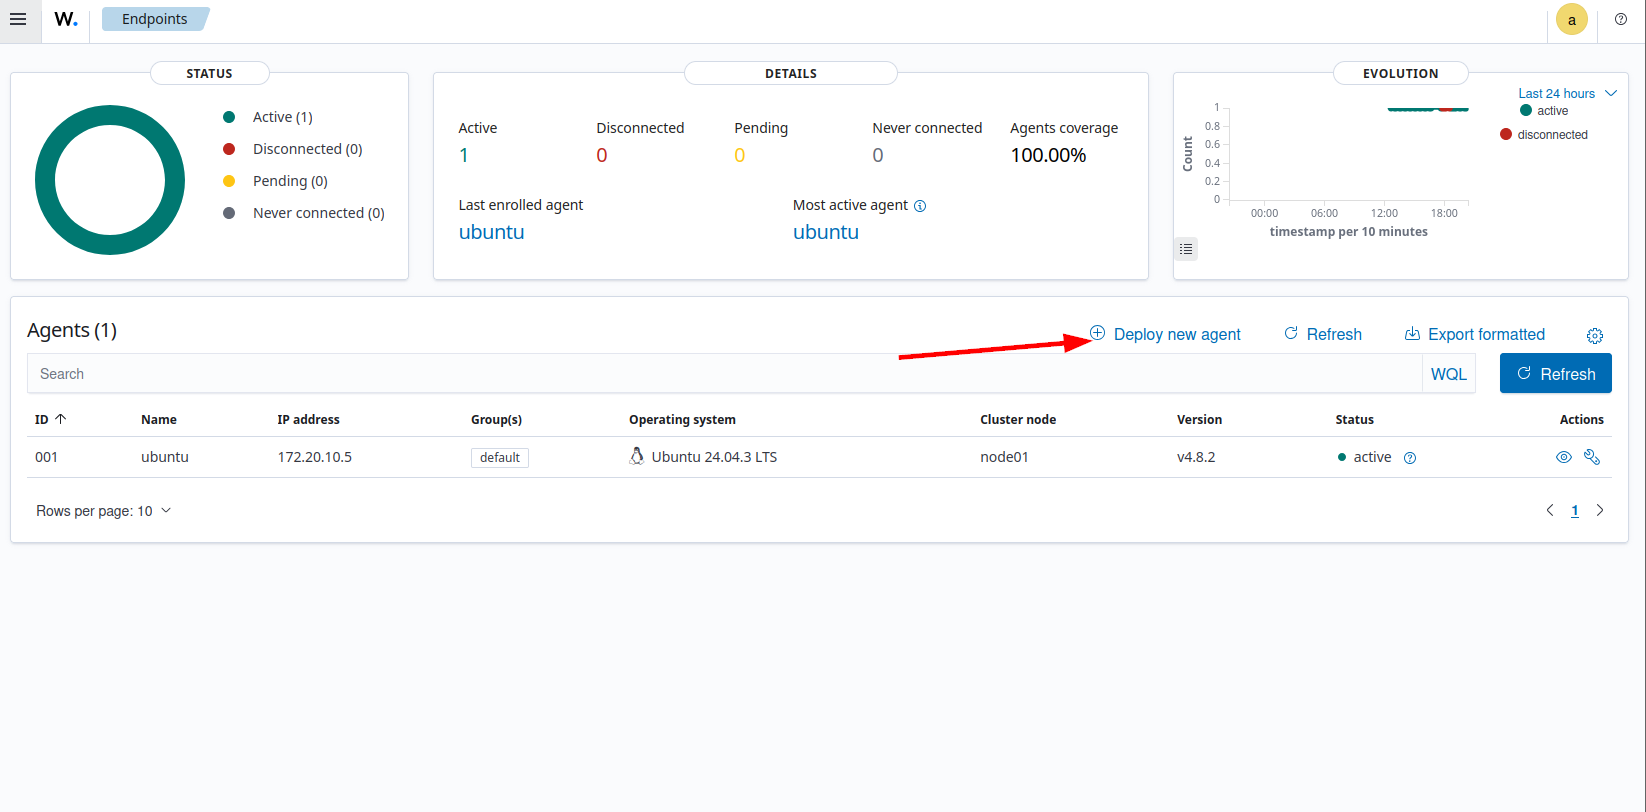 W.
Endpoints
a
STATUS
Active (1)
Disconnected (0)
Pending (0)
Never connected (0)
DETAILS
Active
1
Disconnected
0
Pending
0
Never connected
0
Agents coverage
100.00%
Last enrolled agent
ubuntu
Most active agent
ubuntu
EVOLUTION
Last 24 hours
active
disconnected
Count
1
0.8
0.6
0.4
0.2
0
00:00 06:00 12:00 18:00
timestamp per 10 minutes
Agents (1)
Deploy new agent
Refresh
Export formatted
Search
WQL
Refresh
ID Name IP address Group(s) Operating system Cluster node Version Status Actions
001 ubuntu 172.20.10.5 default Ubuntu 24.04.3 LTS node01 v4.8.2 active
Rows per page: 10
1